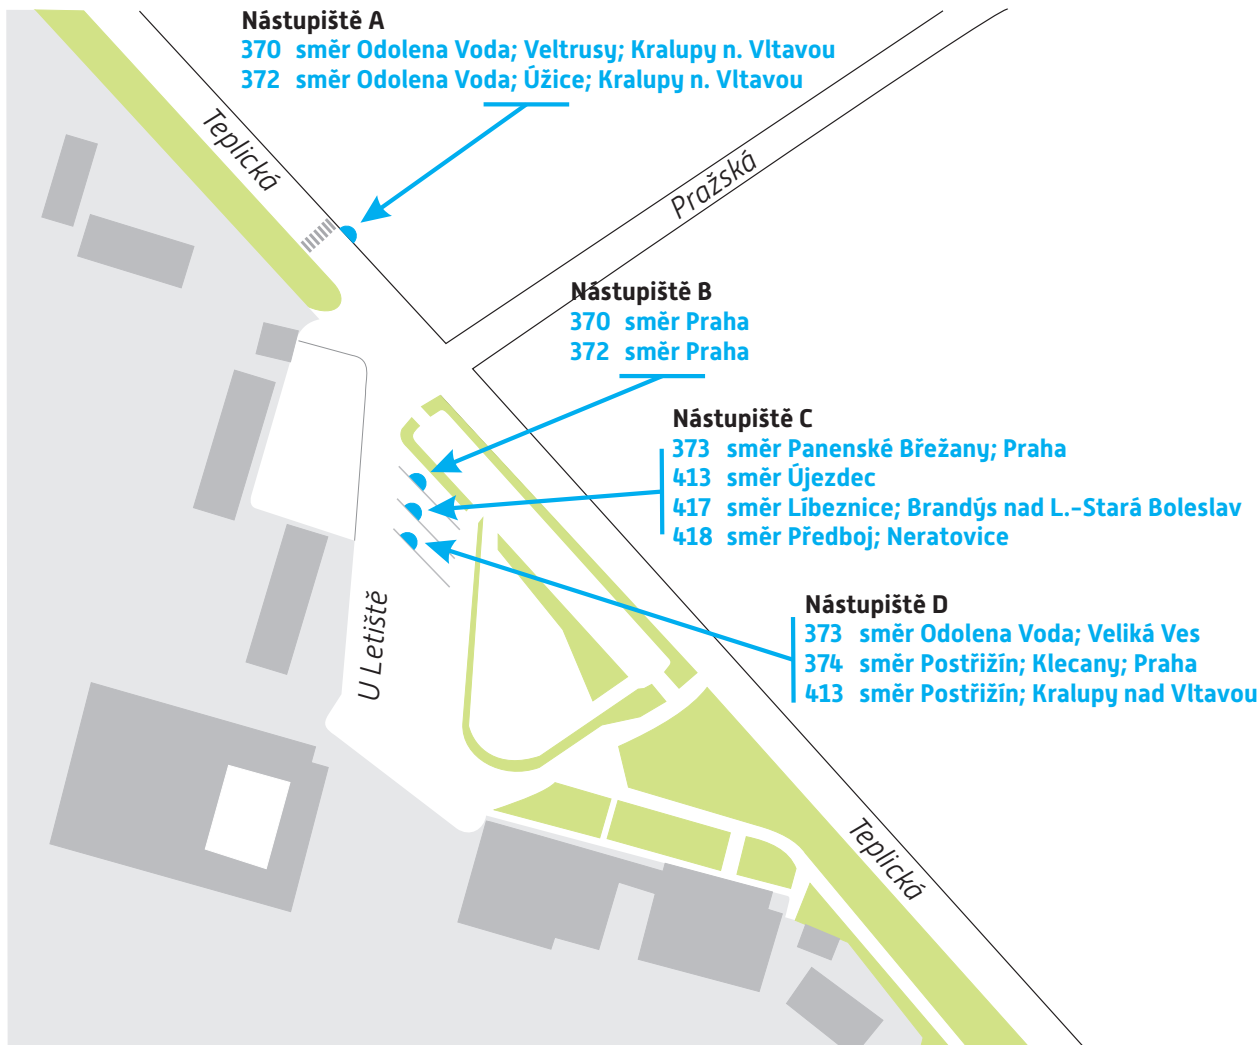 Nástupiště A
370 směr Odolena Voda; Veltrusy; Kralupy n. Vltavou
372 směr Odolena Voda; Úžice; Kralupy n. Vltavou
Teplická
Pražská
Nástupiště B
370 směr Praha
372 směr Praha
Nástupiště C
373 směr Panenské Břežany; Praha
413 směr Újezdec
417 směr Líbeznice; Brandýs nad L.-Stará Boleslav
418 směr Předboj; Neratovice
Nástupiště D
373 směr Odolena Voda; Veliká Ves
374 směr Postřižín; Klecany; Praha
413 směr Postřižín; Kralupy nad Vltavou
U Letiště
Teplická